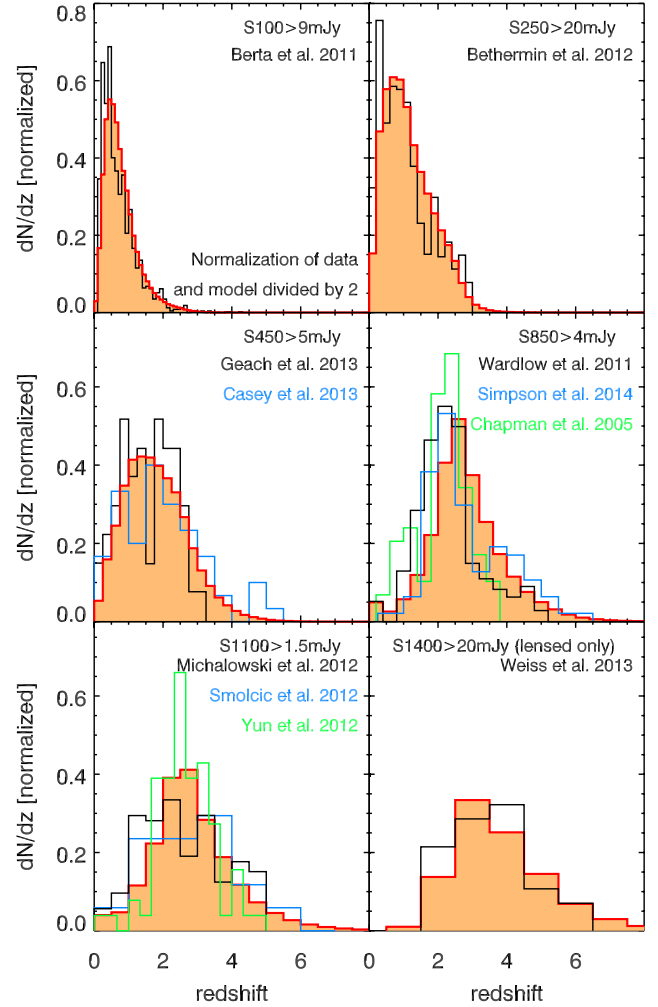 S100>9mJy
Berta et al. 2011
Normalization of data
and model divided by 2
dN/dz [normalized]
0.8
0.6
0.4
0.2
0.0
S250>20mJy
Bethermin et al. 2012
S450>5mJy
Geach et al. 2013
Casey et al. 2013
dN/dz [normalized]
0.6
0.4
0.2
0.0
S850>4mJy
Wardlow et al. 2011
Simpson et al. 2014
Chapman et al. 2005
S1100>1.5mJy
Michalowski et al. 2012
Smolcic et al. 2012
Yun et al. 2012
dN/dz [normalized]
0.6
0.4
0.2
0.0
S1400>20mJy (lensed only)
Weiss et al. 2013
0 2 4 6
redshift
0 2 4 6
redshift